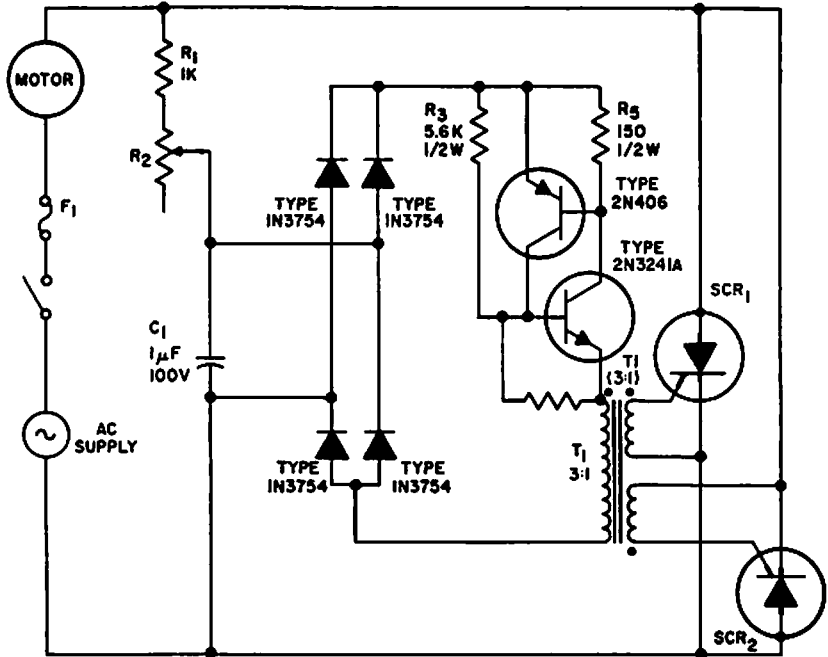 MOTOR
R1
1K
R2
F1
C1
1μF
100V
AC
SUPPLY
~
TYPE
1N3754
TYPE
1N3754
TYPE
1N3754
TYPE
1N3754
R3
5.6K
1/2W
R5
150
1/2W
TYPE
2N406
TYPE
2N3241A
T1
(3:1)
T1
3:1
SCR1
SCR2